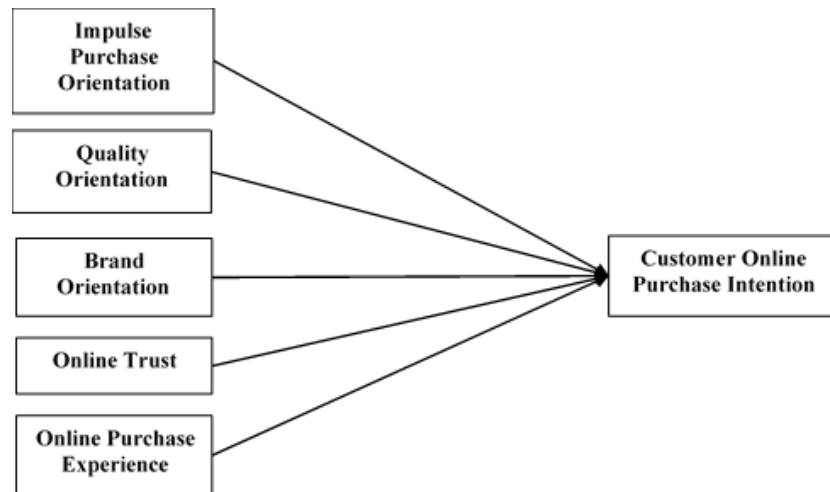 Impulse
Purchase
Orientation
Quality
Orientation
Brand
Orientation
Online Trust
Online Purchase
Experience
Customer Online
Purchase Intention